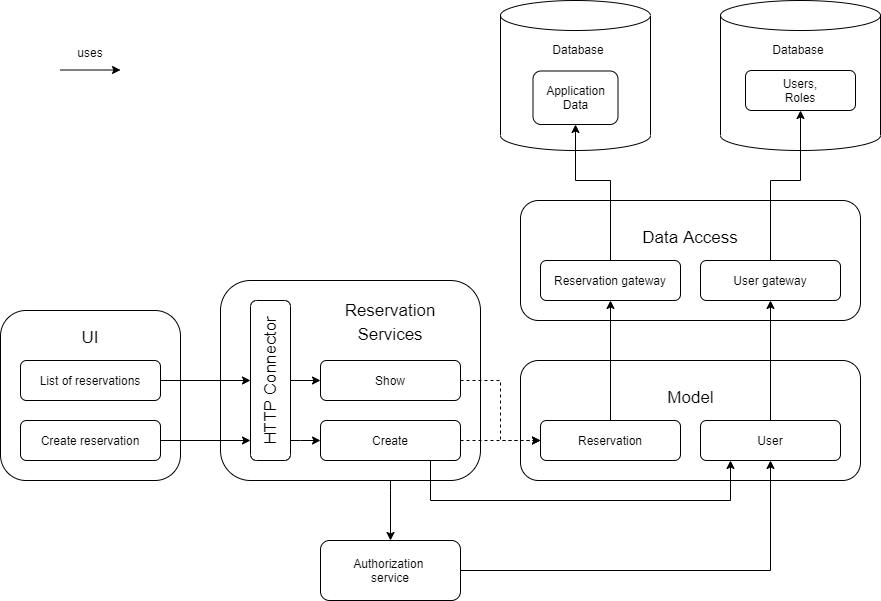 uses
Database
Application
Data
Database
Users,
Roles
Data Access
Reservation gateway
User gateway
UI
List of reservations
Create reservation
HTTP Connector
Reservation
Services
Show
Create
Model
Reservation
User
Authorization
service